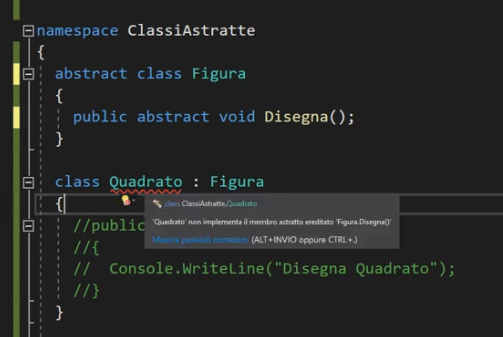 namespace ClassiAstratte
{
abstract class Figura
{
public abstract void Disegna();
}
class Quadrato : Figura
{
class ClassiAstratte.Quadrato
'Quadrato' non implementa il membro astratto ereditato 'Figura.Disegna()'
Mostra possibili correzioni (ALT+INVIO oppure CTRL+.)
//public
//{
// Console.WriteLine("Disegna Quadrato");
//}
}